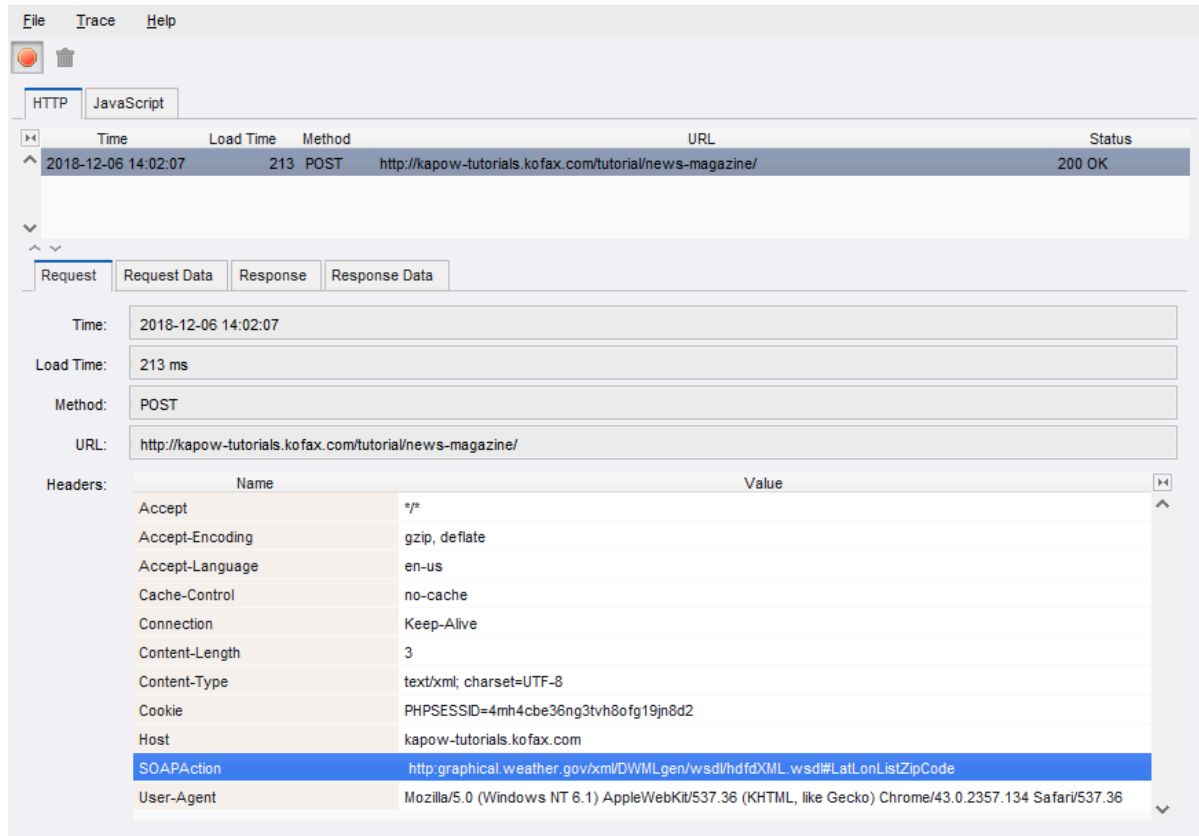 File Trace Help
HTTP JavaScript
Time Load Time Method URL Status
2018-12-06 14:02:07 213 POST http://kapow-tutorials.kofax.com/tutorial/news-magazine/ 200 OK
Request Request Data Response Response Data
Time: 2018-12-06 14:02:07
Load Time: 213 ms
Method: POST
URL: http://kapow-tutorials.kofax.com/tutorial/news-magazine/
Headers: Name Value
Accept */*
Accept-Encoding gzip, deflate
Accept-Language en-us
Cache-Control no-cache
Connection Keep-Alive
Content-Length 3
Content-Type text/xml; charset=UTF-8
Cookie PHPSESSID=4mh4cbe36ng3tvh8ofg19jn8d2
Host kapow-tutorials.kofax.com
SOAPAction http:graphical.weather.gov/xml/DWMLgen/wsdl/hdfdXML.wsdl#LatLonListZipCode
User-Agent Mozilla/5.0 (Windows NT 6.1) AppleWebKit/537.36 (KHTML, like Gecko) Chrome/43.0.2357.134 Safari/537.36